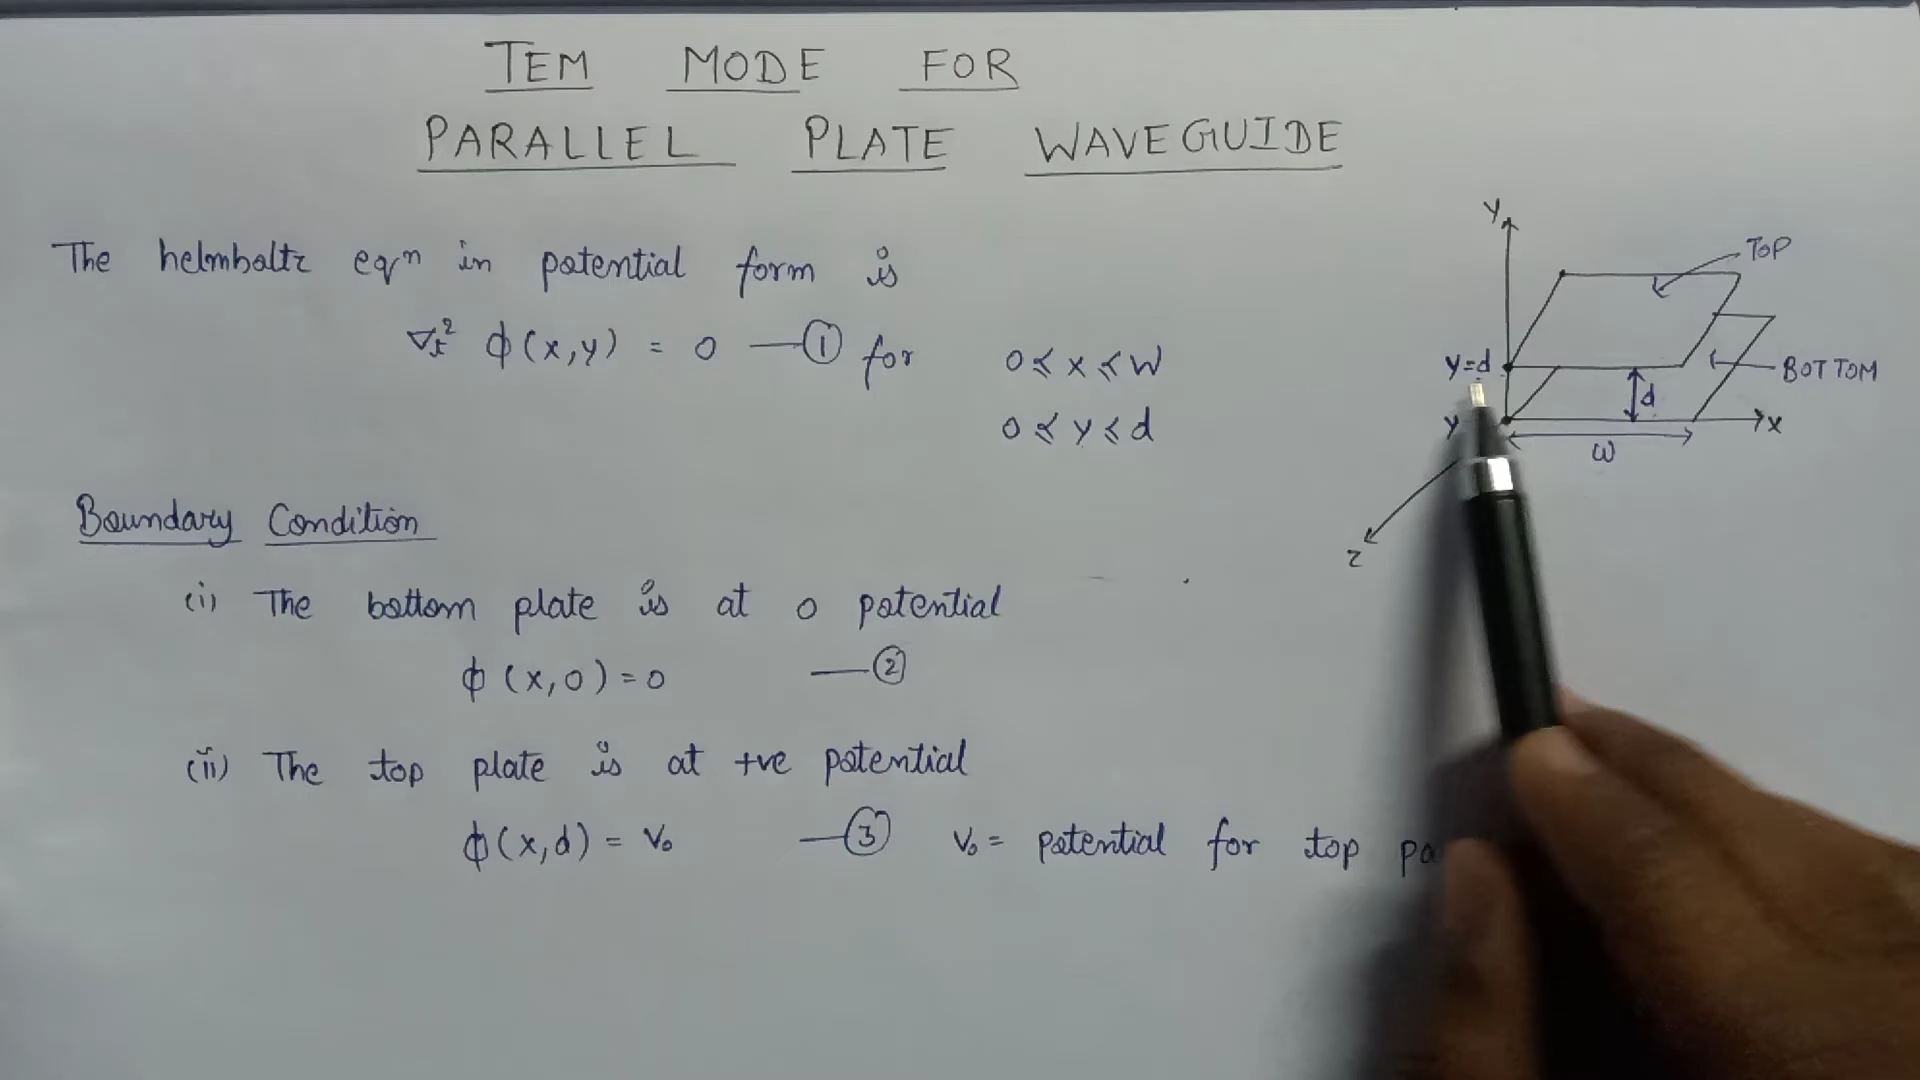 TEM MODE FOR
PARALLEL PLATE WAVEGUIDE
The helmholtz eqⁿ in potential form is
∇ₜ² ϕ(x,y) = 0 —① for 0 ≤ x ≤ W
0 ≤ y ≤ d
Y
TOP
y=d
d
BOTTOM
y
X
W
z
Boundary Condition
(i) The bottom plate is at 0 potential
ϕ(x,0) = 0 —②
(ii) The top plate is at +ve potential
ϕ(x,d) = V₀ —③ V₀ = potential for top